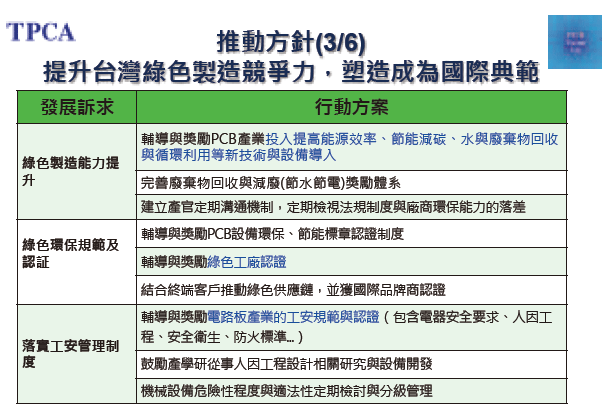 TPCA
推動方針(3/6)
提升台灣綠色製造競爭力，塑造成為國際典範
發展訴求
行動方案
綠色製造能力提
升
輔導與獎勵PCB產業投入提高能源效率、節能減碳、水與廢棄物回收
與循環利用等新技術與設備導入
完善廢棄物回收與減廢(節水節電)獎勵體系
建立產官定期溝通機制，定期檢視法規制度與廠商環保能力的落差
綠色環保規範及
認証
輔導與獎勵PCB設備環保、節能標章認證制度
輔導與獎勵綠色工廠認證
結合終端客戶推動綠色供應鏈，並獲國際品牌商認證
落實工安管理制
度
輔導與獎勵電路板產業的工安規範與認證（包含電器安全要求、人因工
程、安全衛生、防火標準…）
鼓勵產學研從事人因工程設計相關研究與設備開發
機械設備危險性程度與適法性定期檢討與分級管理